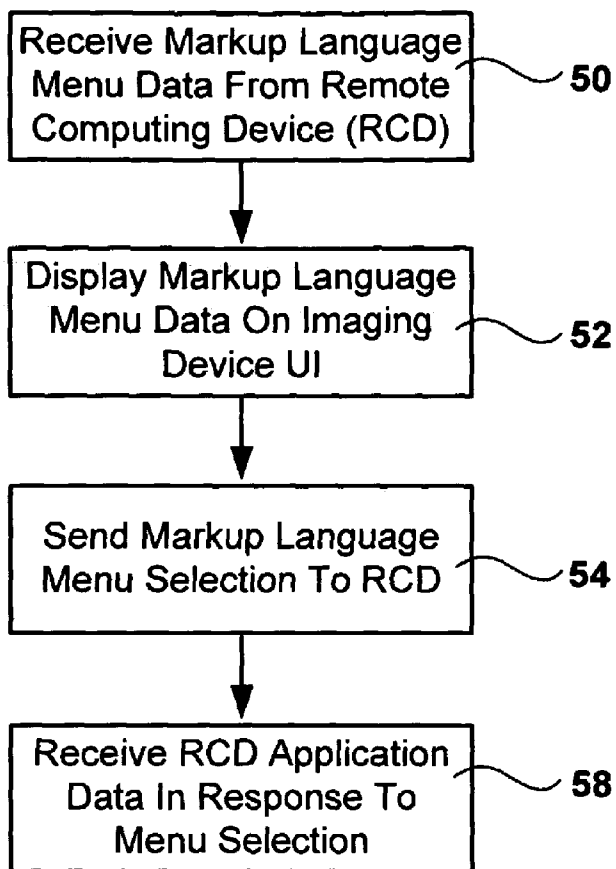 Receive Markup Language
Menu Data From Remote
Computing Device (RCD)
50
Display Markup Language
Menu Data On Imaging
Device UI
52
Send Markup Language
Menu Selection To RCD
54
Receive RCD Application
Data In Response To
Menu Selection
58